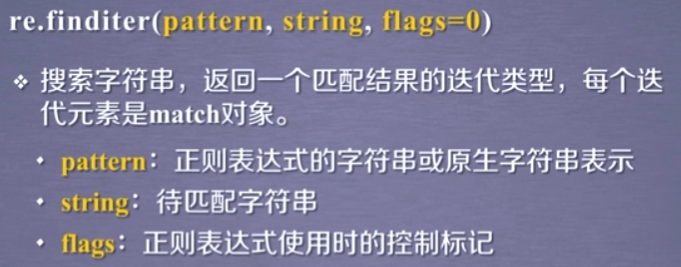 re.finditer(pattern, string, flags=0)
❖ 搜索字符串，返回一个匹配结果的迭代类型，每个迭
代元素是match对象。
• pattern：正则表达式的字符串或原生字符串表示
• string：待匹配字符串
• flags：正则表达式使用时的控制标记